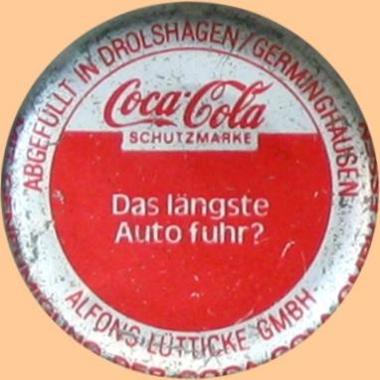 ABGEFÜLLT IN DROLSHAGEN/GERMINGHAUSEN
Coca-Cola
SCHUTZMARKE
Das längste
Auto fuhr?
ALFONS LÜTTICKE GMBH